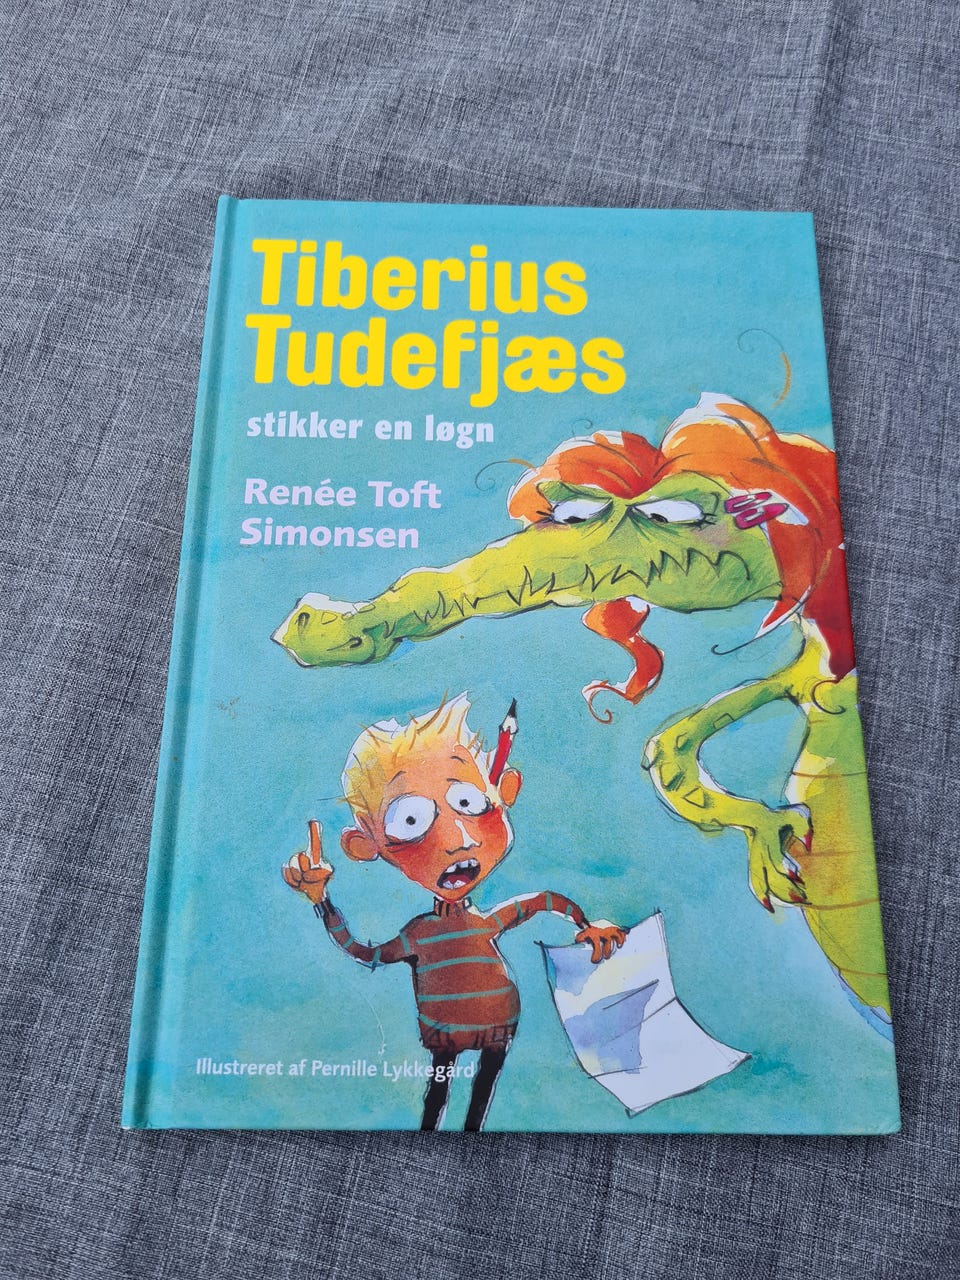 Tiberius
Tudefjæs
stikker en løgn
Renée Toft
Simonsen
Illustreret af Pernille Lykkegård